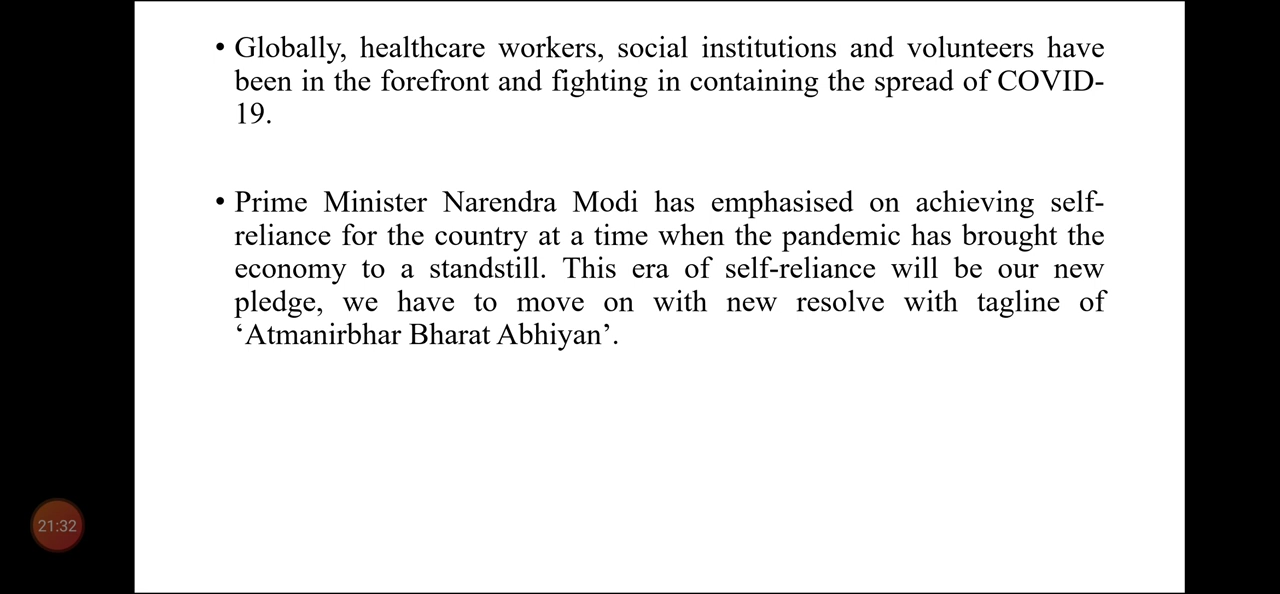 • Globally, healthcare workers, social institutions and volunteers have
been in the forefront and fighting in containing the spread of COVID-
19.
• Prime Minister Narendra Modi has emphasised on achieving self-
reliance for the country at a time when the pandemic has brought the
economy to a standstill. This era of self-reliance will be our new
pledge, we have to move on with new resolve with tagline of
‘Atmanirbhar Bharat Abhiyan’.
21:32